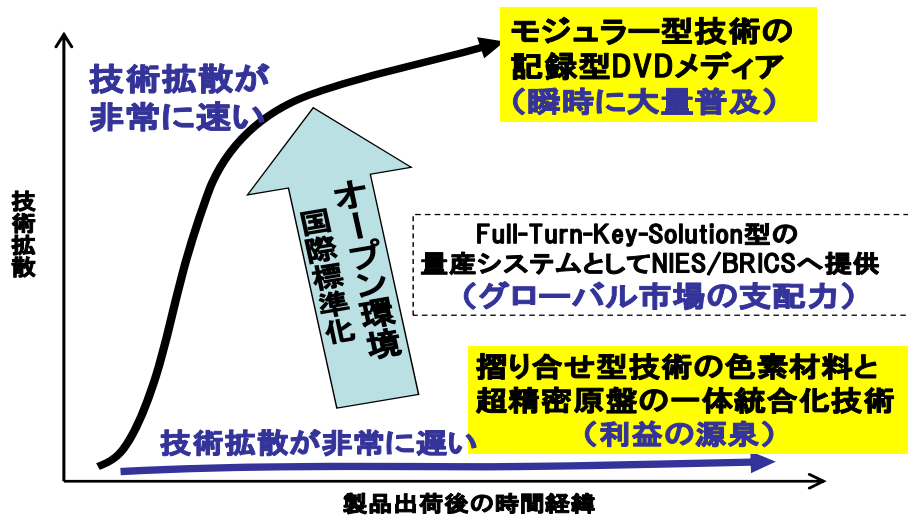 モジュラー型技術の
記録型DVDメディア
（瞬時に大量普及）
技術拡散が
非常に速い
技術拡散
オープン環境
国際標準化
Full-Turn-Key-Solution型の
量産システムとしてNIES/BRICSへ提供
（グローバル市場の支配力）
摺り合せ型技術の色素材料と
超精密原盤の一体統合化技術
（利益の源泉）
技術拡散が非常に遅い
製品出荷後の時間経緯